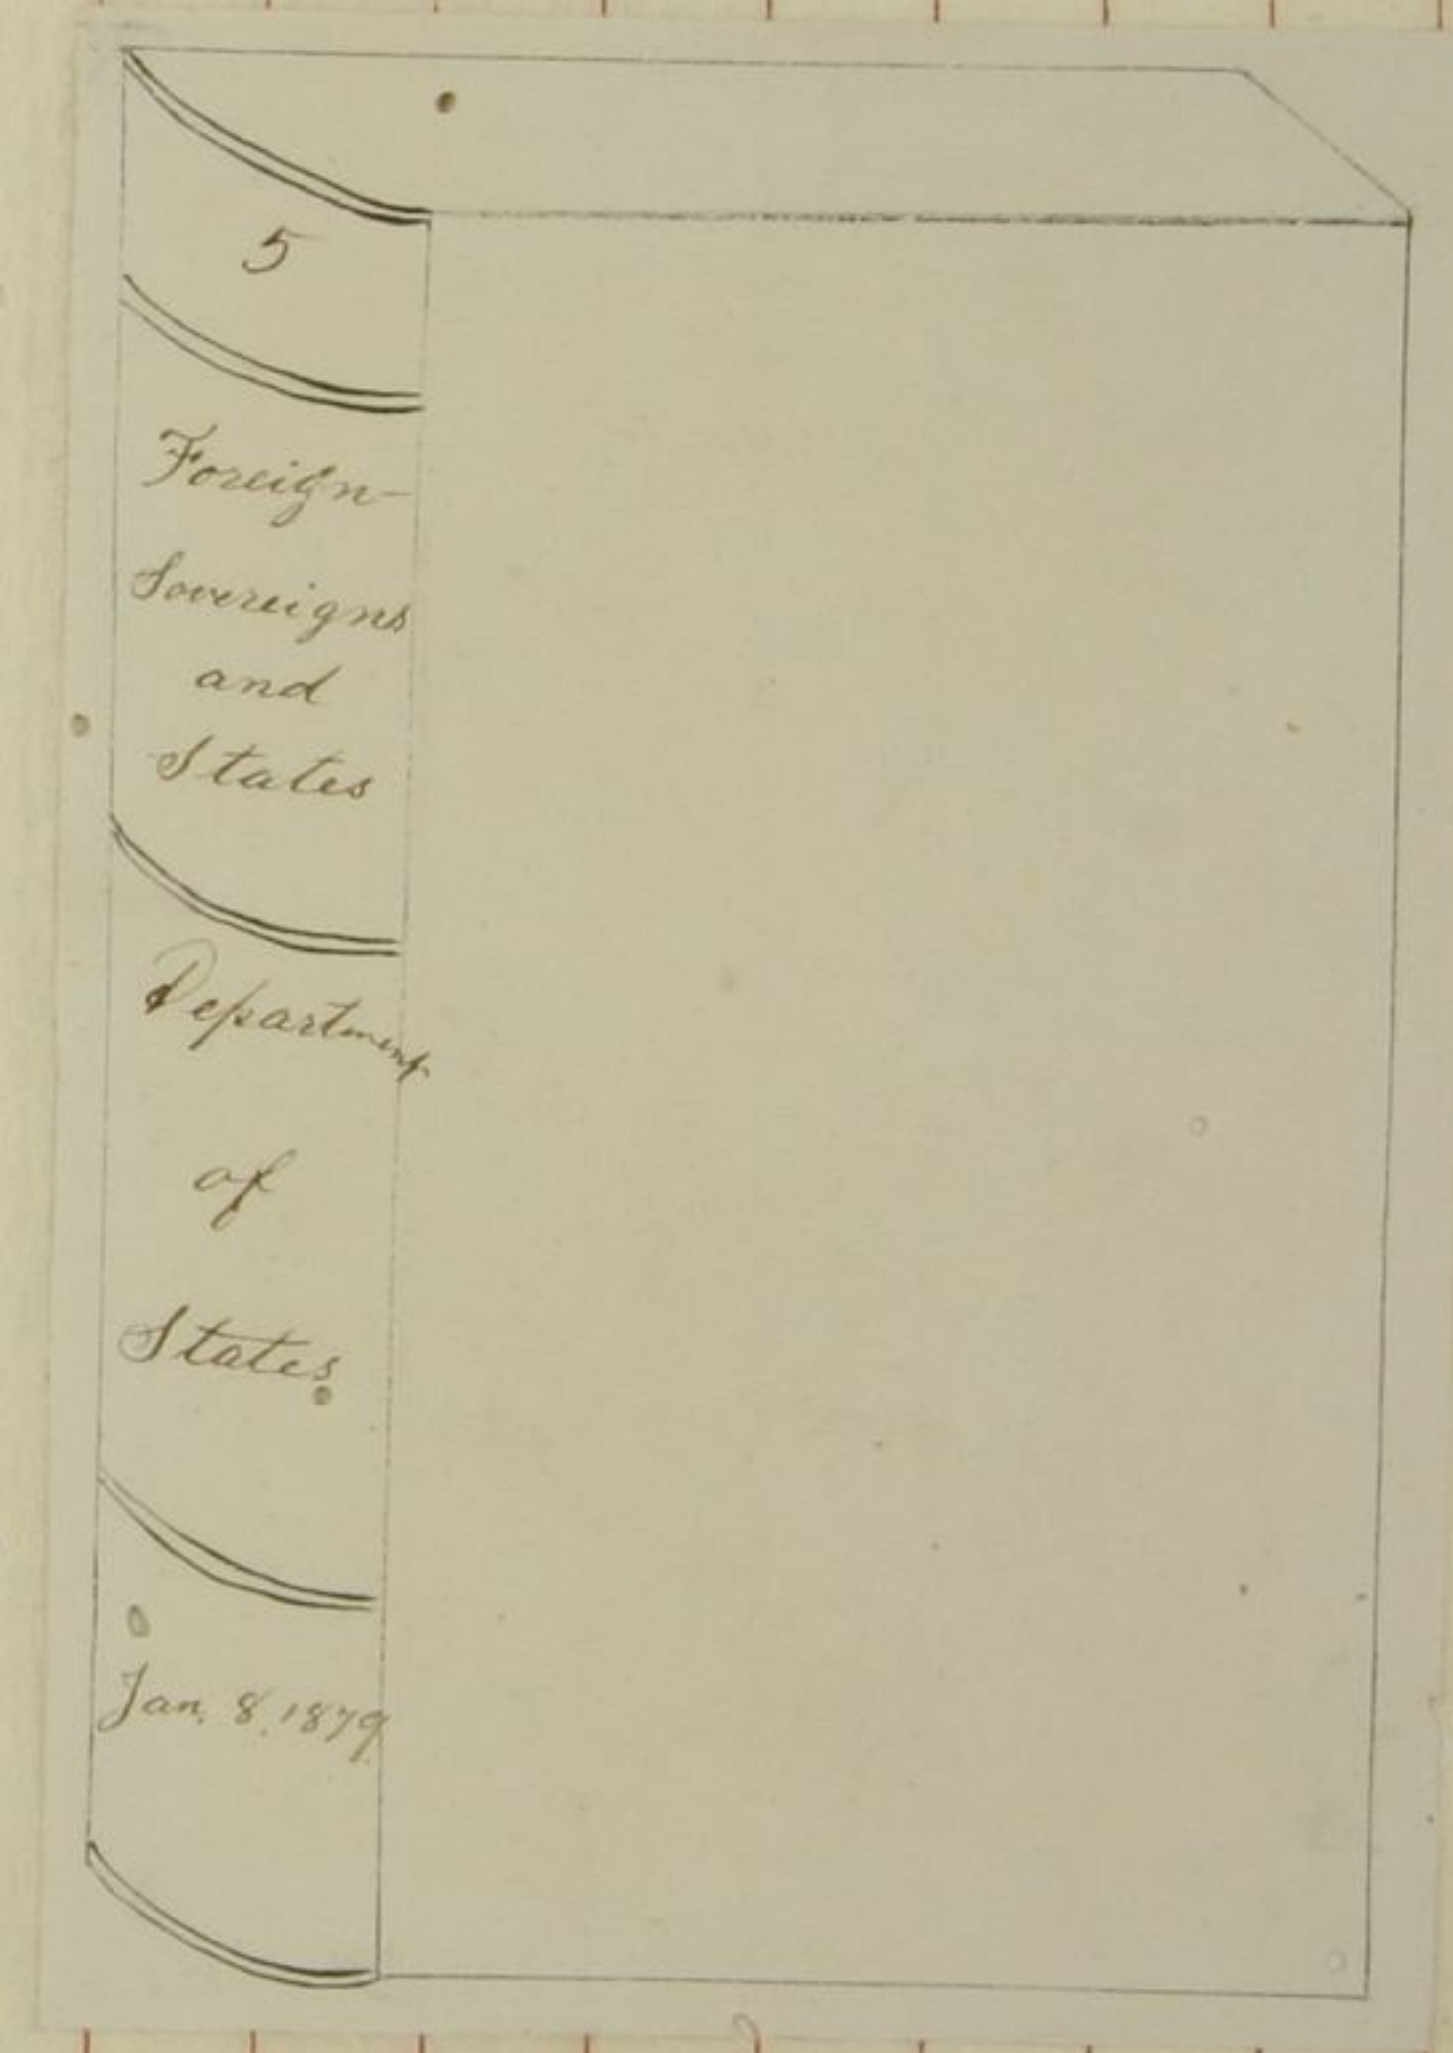 5
Foreign-
Sovereigns
and
States
Department
of
States
Jan. 8. 1879